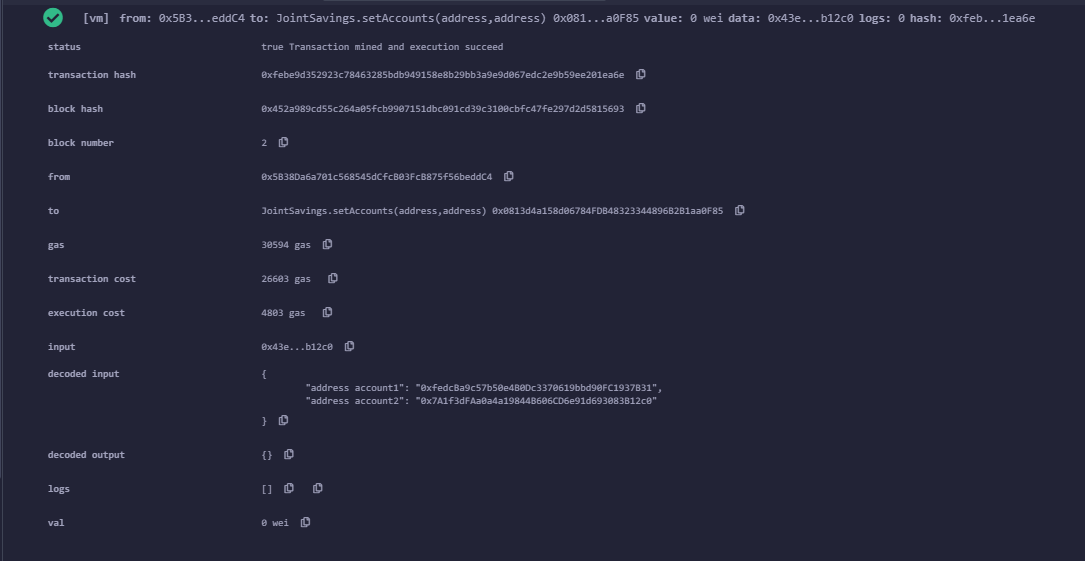 [vm] from: 0x5B3...eddC4 to: JointSavings.setAccounts(address,address) 0x081...a0F85 value: 0 wei data: 0x43e...b12c0 logs: 0 hash: 0xfeb...1ea6e
status true Transaction mined and execution succeed
transaction hash 0xfebe9d352923c78463285bdb949158e8b29bb3a9e9d067edc2e9b59ee201ea6e
block hash 0x452a989cd55c264a05fcb9907151dbc091cd39c3100cbfc47fe297d2d5815693
block number 2
from 0x5B38Da6a701c568545dCfcB03FcB875f56beddC4
to JointSavings.setAccounts(address,address) 0x0813d4a158d06784FDB48323344896B2B1aa0F85
gas 30594 gas
transaction cost 26603 gas
execution cost 4803 gas
input 0x43e...b12c0
decoded input {
"address account1": "0xfedcBa9c57b50e4B0Dc3370619bbd90FC1937B31",
"address account2": "0x7A1f3dFAa0a4a19844B606CD6e91d693083B12c0"
}
decoded output {}
logs []
val 0 wei